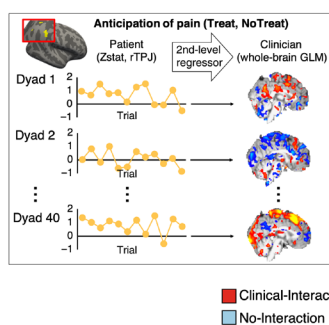 Anticipation of pain (Treat, NoTreat)
Patient
(Zstat, rTPJ)
2nd-level
regressor
Clinician
(whole-brain GLM)
Dyad 1
2
1
0
−1
Trial
Dyad 2
2
1
0
−1
Trial
Dyad 40
2
1
0
−1
Trial
Clinical-Interac
No-Interaction